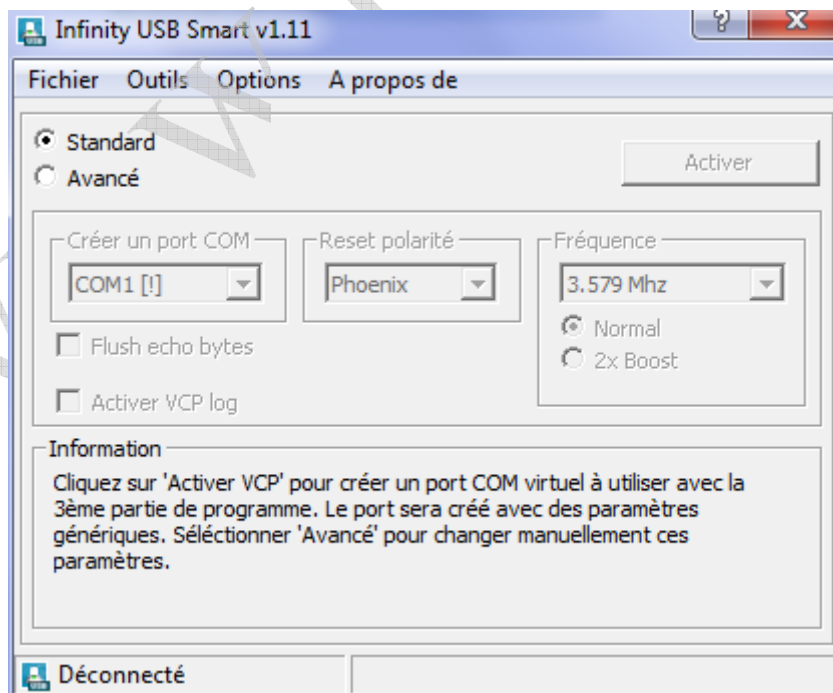 Infinity USB Smart v1.11
Fichier Outils Options A propos de
Standard
Avancé
Activer
Créer un port COM
COM1 [!]
Reset polarité
Phoenix
Fréquence
3.579 Mhz
Normal
2x Boost
Flush echo bytes
Activer VCP log
Information
Cliquez sur 'Activer VCP' pour créer un port COM virtuel à utiliser avec la
3ème partie de programme. Le port sera créé avec des paramètres
génériques. Séléctionner 'Avancé' pour changer manuellement ces
paramètres.
Déconnecté